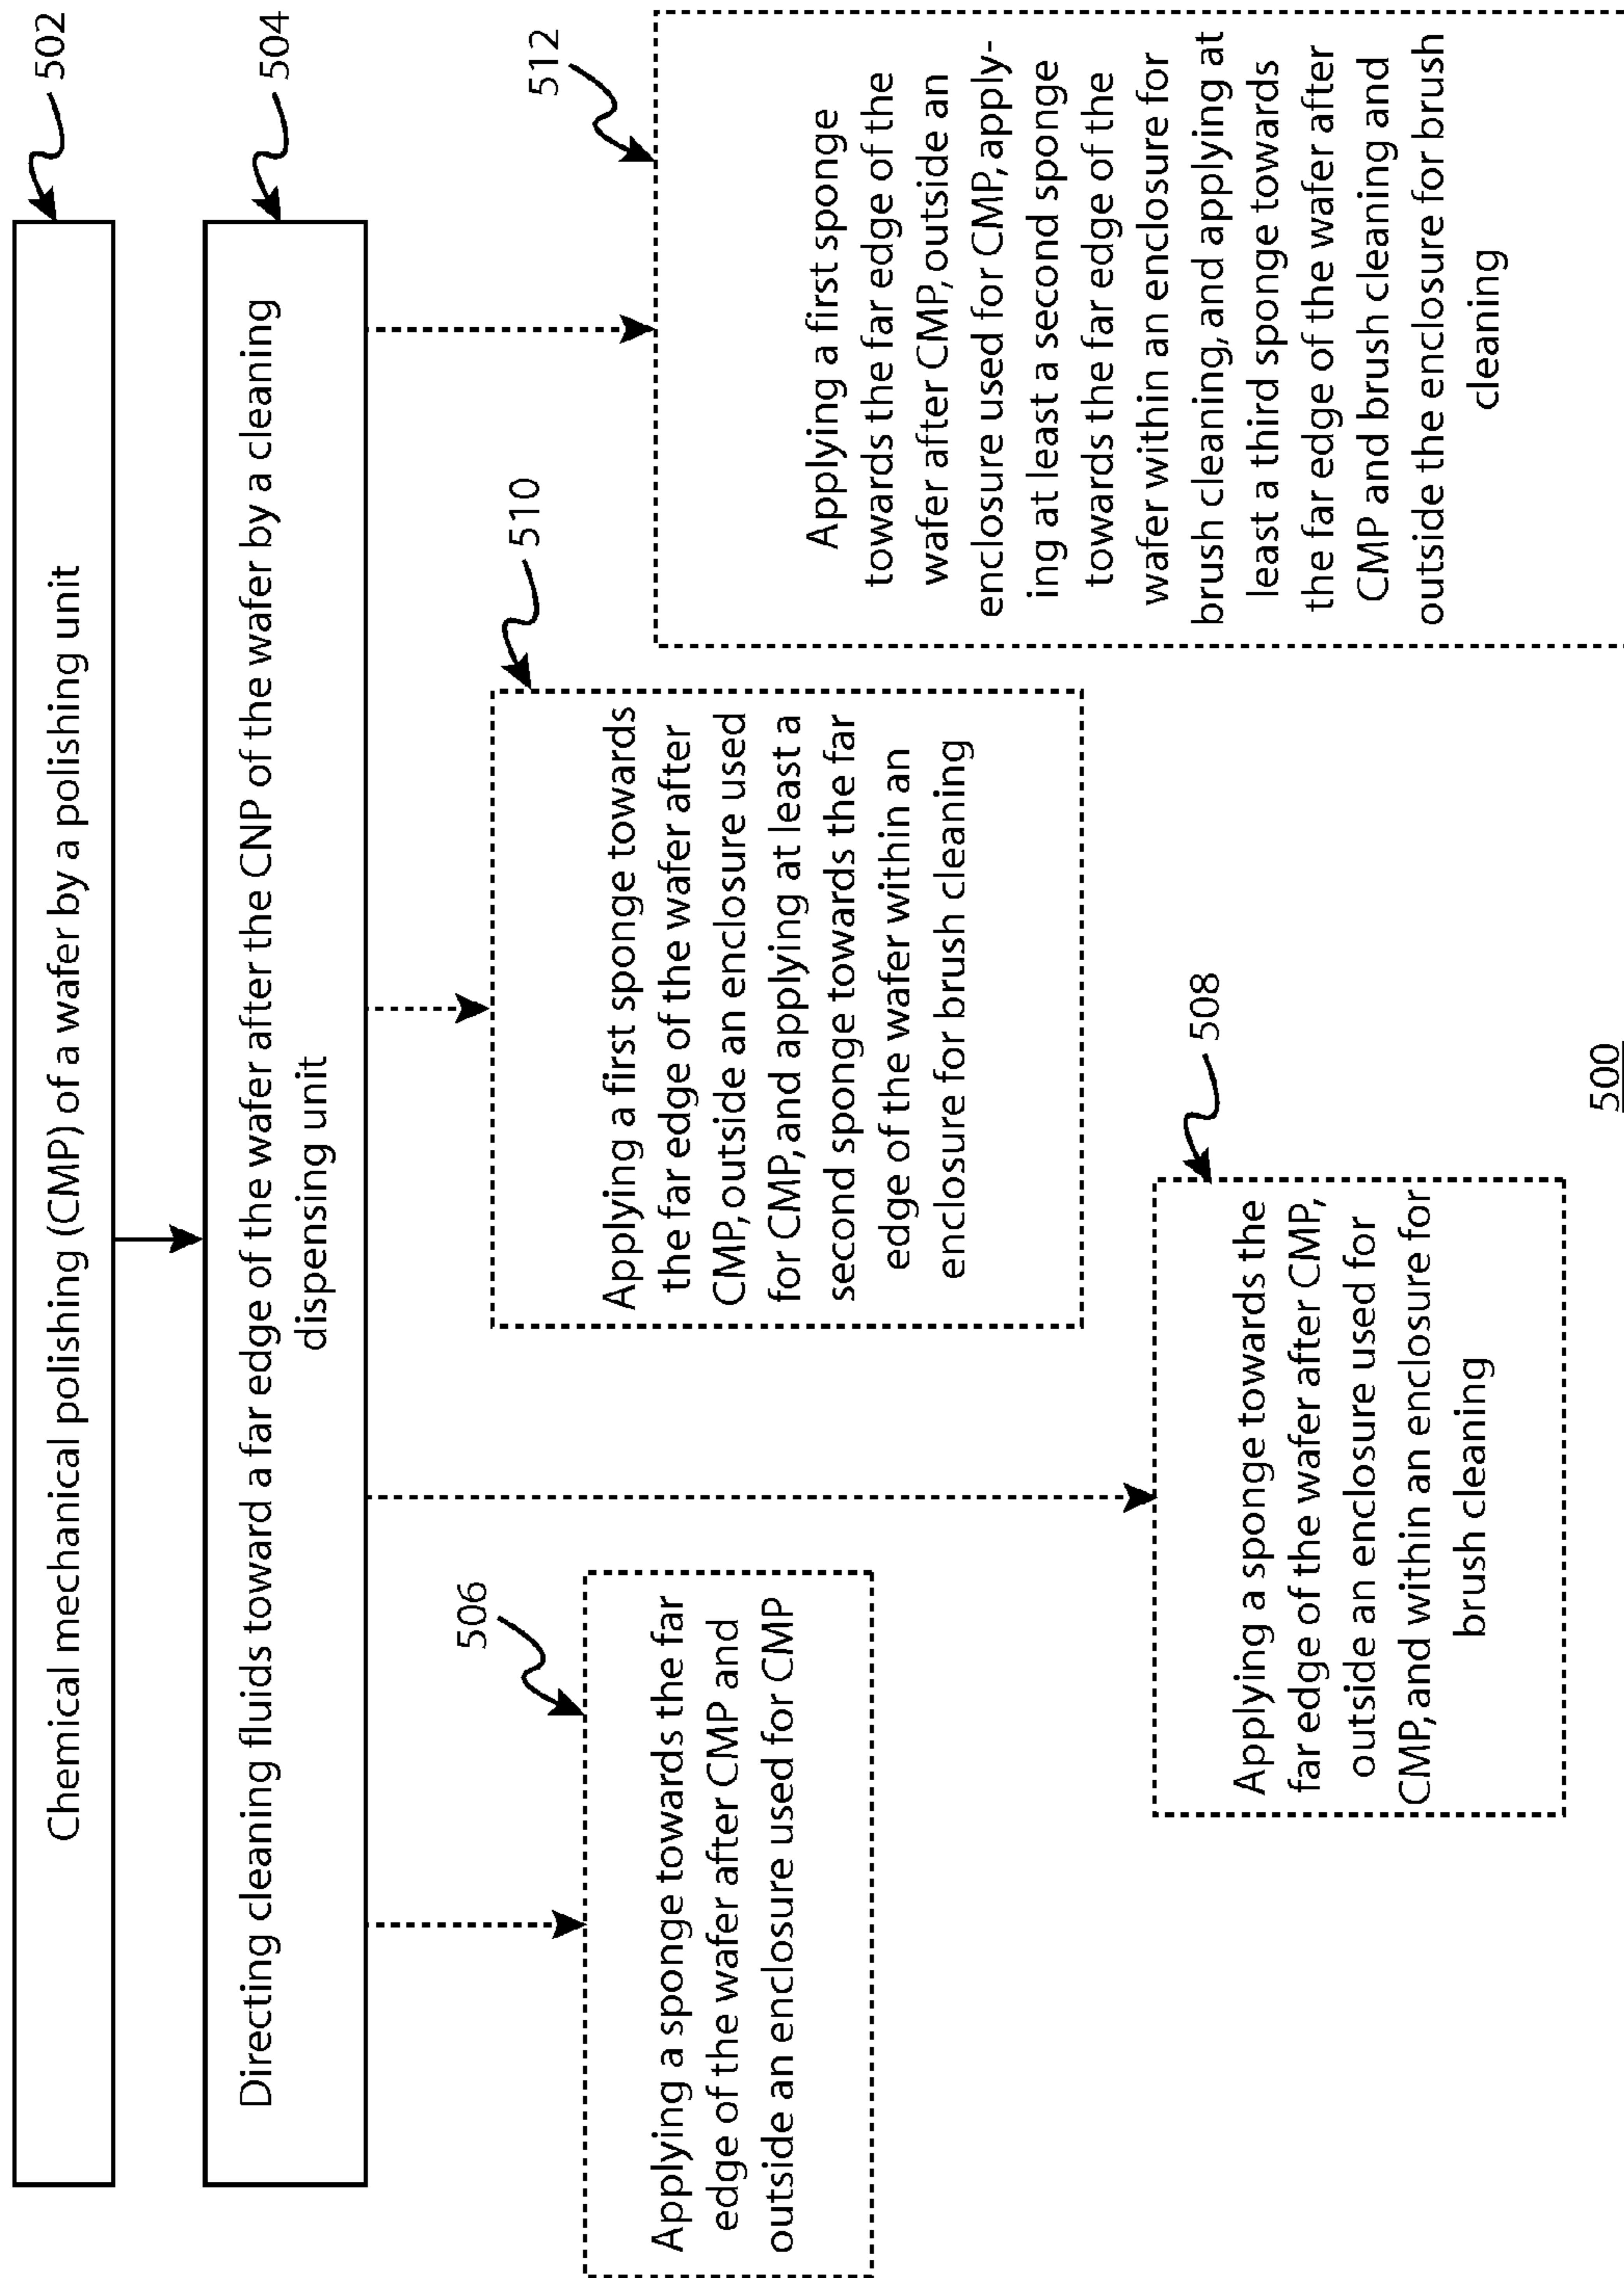 Chemical mechanical polishing (CMP) of a wafer by a polishing unit
502
Directing cleaning fluids toward a far edge of the wafer after the CNP of the wafer by a cleaning
dispensing unit
504
506
Applying a sponge towards the far
edge of the wafer after CMP and
outside an enclosure used for CMP
508
Applying a sponge towards the
far edge of the wafer after CMP,
outside an enclosure used for
CMP, and within an enclosure for
brush cleaning
510
Applying a first sponge towards
the far edge of the wafer after
CMP, outside an enclosure used
for CMP, and applying at least a
second sponge towards the far
edge of the wafer within an
enclosure for brush cleaning
512
Applying a first sponge
towards the far edge of the
wafer after CMP, outside an
enclosure used for CMP, apply-
ing at least a second sponge
towards the far edge of the
wafer within an enclosure for
brush cleaning, and applying at
least a third sponge towards
the far edge of the wafer after
CMP and brush cleaning and
outside the enclosure for brush
cleaning
500